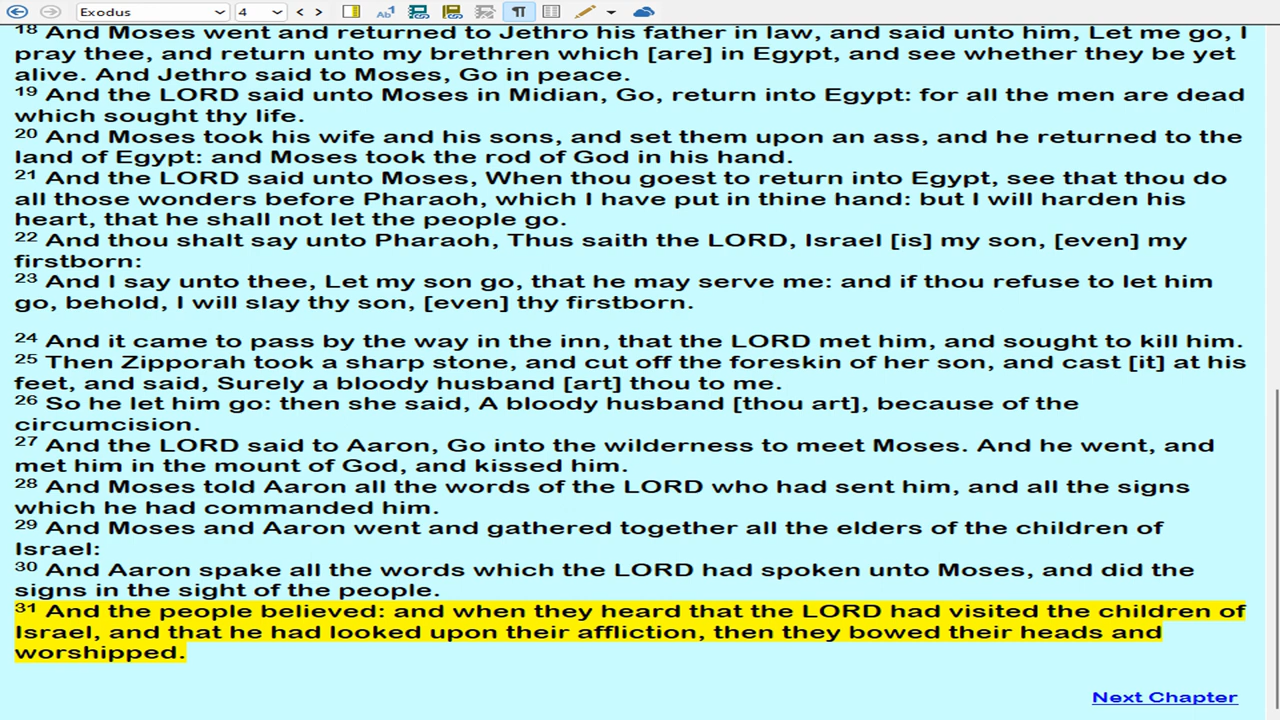 Exodus 4 < > Ab¹ ¶
18 And Moses went and returned to Jethro his father in law, and said unto him, Let me go, I
pray thee, and return unto my brethren which [are] in Egypt, and see whether they be yet
alive. And Jethro said to Moses, Go in peace.
19 And the LORD said unto Moses in Midian, Go, return into Egypt: for all the men are dead
which sought thy life.
20 And Moses took his wife and his sons, and set them upon an ass, and he returned to the
land of Egypt: and Moses took the rod of God in his hand.
21 And the LORD said unto Moses, When thou goest to return into Egypt, see that thou do
all those wonders before Pharaoh, which I have put in thine hand: but I will harden his
heart, that he shall not let the people go.
22 And thou shalt say unto Pharaoh, Thus saith the LORD, Israel [is] my son, [even] my
firstborn:
23 And I say unto thee, Let my son go, that he may serve me: and if thou refuse to let him
go, behold, I will slay thy son, [even] thy firstborn.
24 And it came to pass by the way in the inn, that the LORD met him, and sought to kill him.
25 Then Zipporah took a sharp stone, and cut off the foreskin of her son, and cast [it] at his
feet, and said, Surely a bloody husband [art] thou to me.
26 So he let him go: then she said, A bloody husband [thou art], because of the
circumcision.
27 And the LORD said to Aaron, Go into the wilderness to meet Moses. And he went, and
met him in the mount of God, and kissed him.
28 And Moses told Aaron all the words of the LORD who had sent him, and all the signs
which he had commanded him.
29 And Moses and Aaron went and gathered together all the elders of the children of
Israel:
30 And Aaron spake all the words which the LORD had spoken unto Moses, and did the
signs in the sight of the people.
31 And the people believed: and when they heard that the LORD had visited the children of
Israel, and that he had looked upon their affliction, then they bowed their heads and
worshipped.
Next Chapter